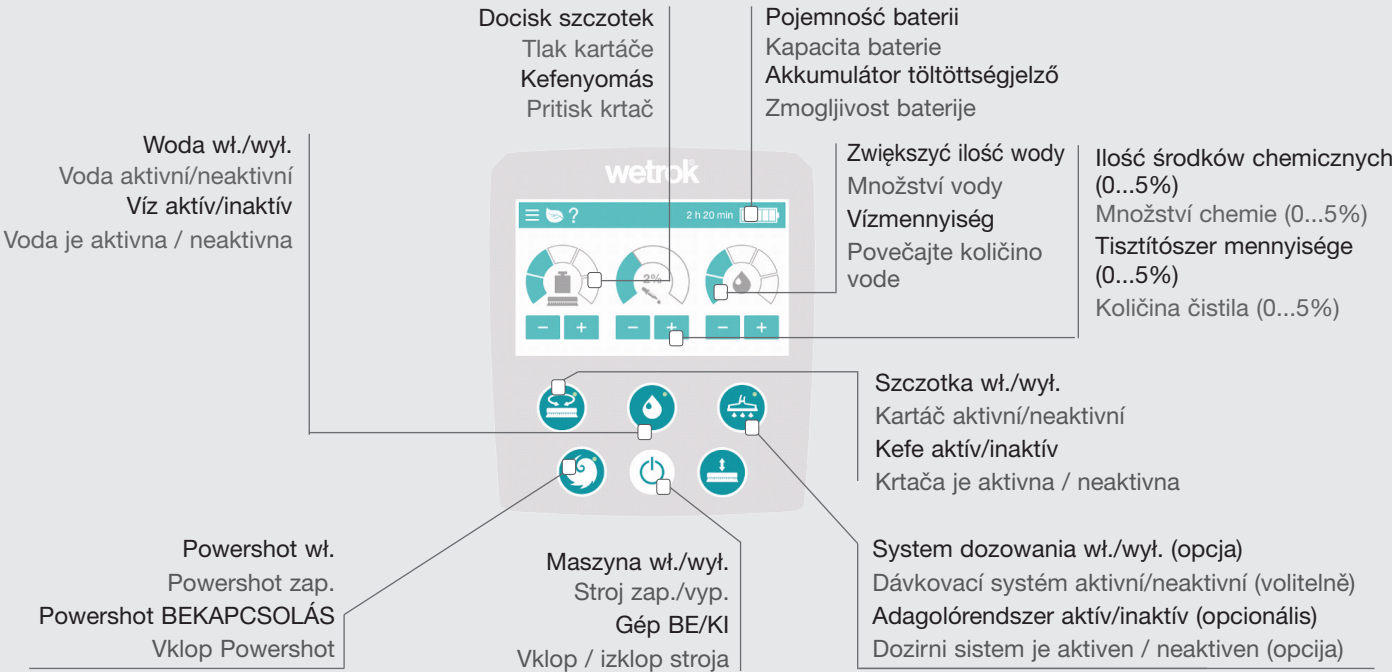 Docisk szczotek
Tlak kartáče
Kefenyomás
Pritisk krtač
Pojemność baterii
Kapacita baterie
Akkumulátor töltöttségjelző
Zmogljivost baterije
Woda wł./wył.
Voda aktivní/neaktivní
Víz aktív/inaktív
Voda je aktivna / neaktivna
Zwiększyć ilość wody
Množství vody
Vízmennyiség
Povečajte količino
vode
Ilość środków chemicznych
(0...5%)
Množství chemie (0...5%)
Tisztítószer mennyisége
(0...5%)
Količina čistila (0...5%)
wetrok®
?
2 h 20 min
2%
− + − + − +
Szczotka wł./wył.
Kartáč aktivní/neaktivní
Kefe aktív/inaktív
Krtača je aktivna / neaktivna
Powershot wł.
Powershot zap.
Powershot BEKAPCSOLÁS
Vklop Powershot
Maszyna wł./wył.
Stroj zap./vyp.
Gép BE/KI
Vklop / izklop stroja
System dozowania wł./wył. (opcja)
Dávkovací systém aktivní/neaktivní (volitelně)
Adagolórendszer aktív/inaktív (opcionális)
Dozirni sistem je aktiven / neaktiven (opcija)